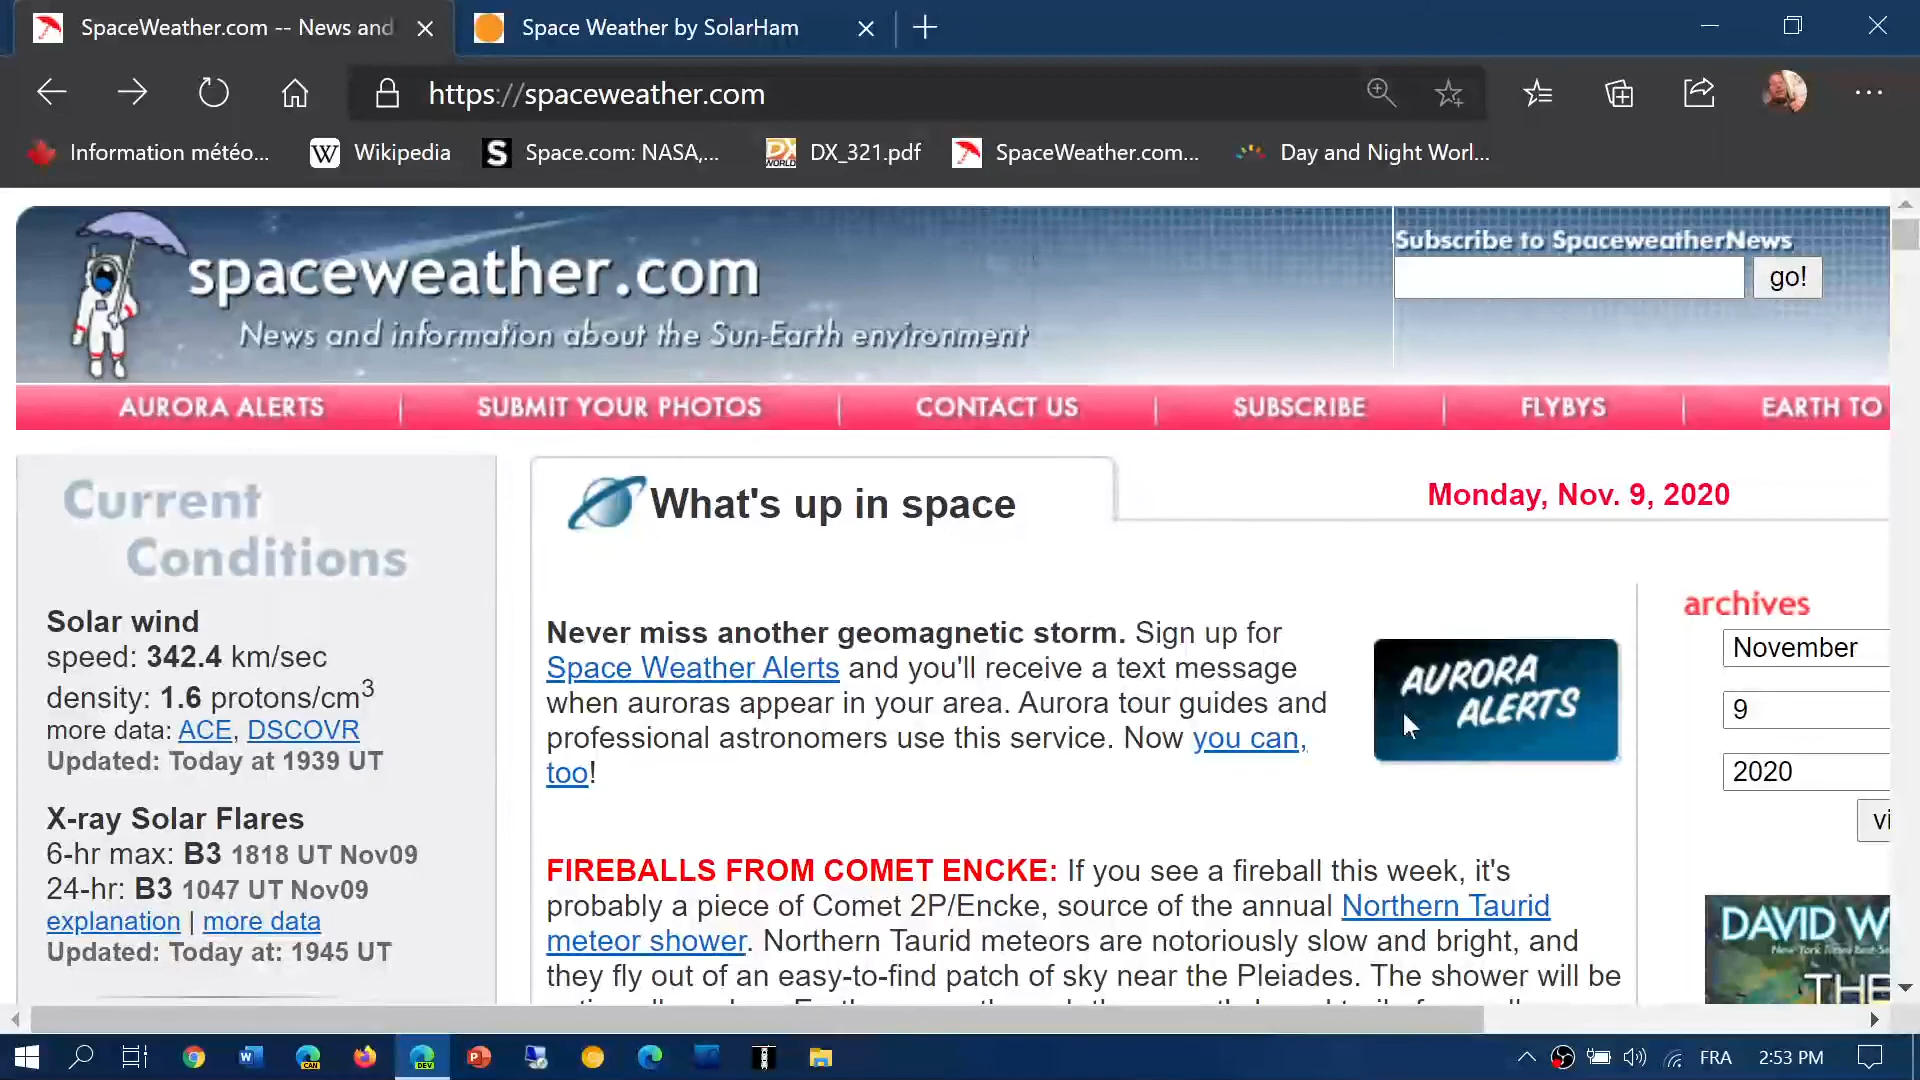 SpaceWeather.com -- News and
Space Weather by SolarHam
https://spaceweather.com
Information météo...
W Wikipedia
S Space.com: NASA,...
DX WORLD DX_321.pdf
SpaceWeather.com...
Day and Night Worl...
spaceweather.com
News and information about the Sun-Earth environment
Subscribe to SpaceweatherNews
go!
AURORA ALERTS | SUBMIT YOUR PHOTOS | CONTACT US | SUBSCRIBE | FLYBYS | EARTH TO
Current
Conditions
Solar wind
speed: 342.4 km/sec
density: 1.6 protons/cm3
more data: ACE, DSCOVR
Updated: Today at 1939 UT
X-ray Solar Flares
6-hr max: B3 1818 UT Nov09
24-hr: B3 1047 UT Nov09
explanation | more data
Updated: Today at: 1945 UT
What's up in space
Monday, Nov. 9, 2020
Never miss another geomagnetic storm. Sign up for
Space Weather Alerts and you'll receive a text message
when auroras appear in your area. Aurora tour guides and
professional astronomers use this service. Now you can,
too!
AURORA
ALERTS
FIREBALLS FROM COMET ENCKE: If you see a fireball this week, it's
probably a piece of Comet 2P/Encke, source of the annual Northern Taurid
meteor shower. Northern Taurid meteors are notoriously slow and bright, and
they fly out of an easy-to-find patch of sky near the Pleiades. The shower will be
archives
November
9
2020
vi
DAVID W
THE
CAN
DEV
FRA
2:53 PM